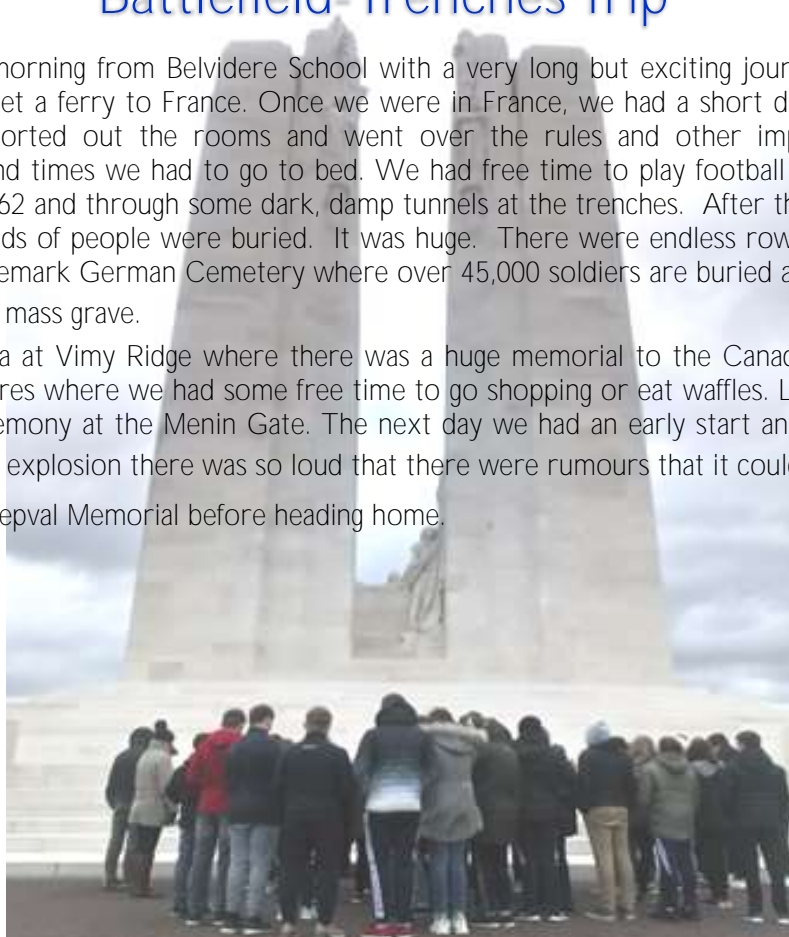 Battlefield-Trenches Trip
morning from Belvidere School with a very long but exciting jour
et a ferry to France. Once we were in France, we had a short d
orted out the rooms and went over the rules and other imp
nd times we had to go to bed. We had free time to play football
62 and through some dark, damp tunnels at the trenches. After th
ds of people were buried. It was huge. There were endless row
emark German Cemetery where over 45,000 soldiers are buried a
mass grave.
a at Vimy Ridge where there was a huge memorial to the Canad
res where we had some free time to go shopping or eat waffles. L
emony at the Menin Gate. The next day we had an early start an
explosion there was so loud that there were rumours that it coul
epval Memorial before heading home.